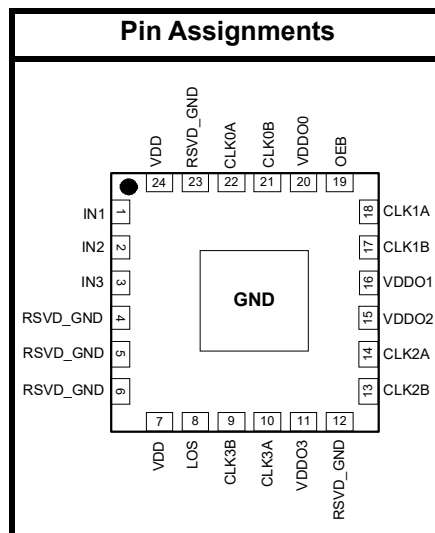 Pin Assignments
VDD
RSVD_GND
CLK0A
CLK0B
VDDO0
OEB
24
23
22
21
20
19
IN1
1
18
CLK1A
IN2
2
17
CLK1B
IN3
3
16
VDDO1
GND
RSVD_GND
4
15
VDDO2
RSVD_GND
5
14
CLK2A
RSVD_GND
6
13
CLK2B
7
8
9
10
11
12
VDD
LOS
CLK3B
CLK3A
VDDO3
RSVD_GND